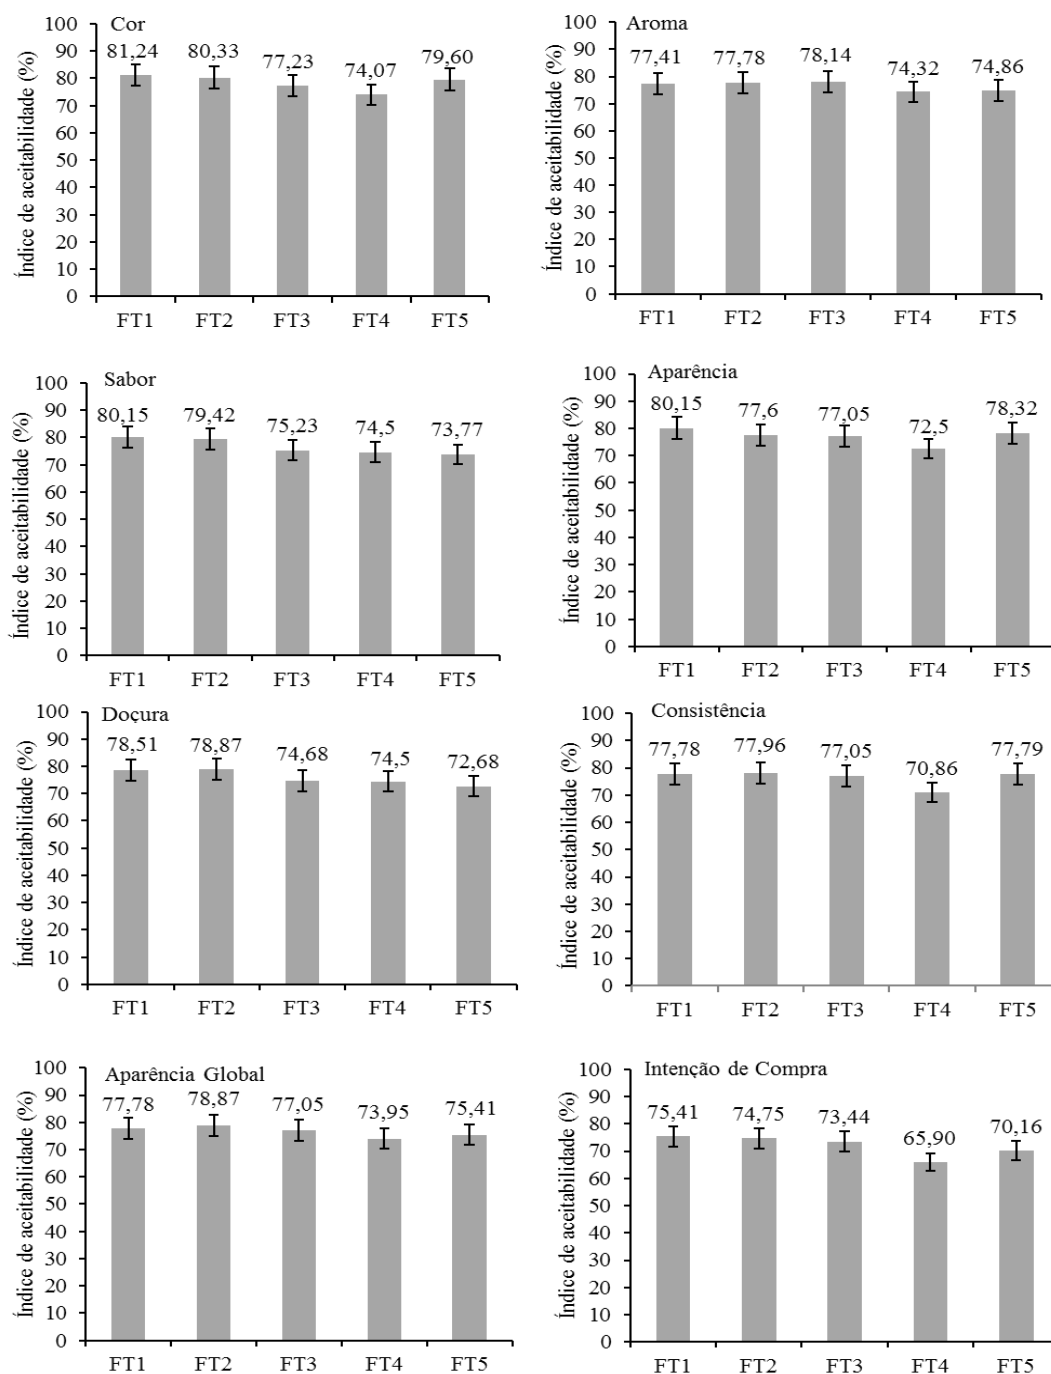 Cor
Índice de aceitabilidade (%)
100
90
80
70
60
50
40
30
20
10
0
81,24 80,33 77,23 74,07 79,60
FT1 FT2 FT3 FT4 FT5
Aroma
Índice de aceitabilidade (%)
100
90
80
70
60
50
40
30
20
10
0
77,41 77,78 78,14 74,32 74,86
FT1 FT2 FT3 FT4 FT5
Sabor
Índice de aceitabilidade (%)
100
90
80
70
60
50
40
30
20
10
0
80,15 79,42 75,23 74,5 73,77
FT1 FT2 FT3 FT4 FT5
Aparência
Índice de aceitabilidade (%)
100
90
80
70
60
50
40
30
20
10
0
80,15 77,6 77,05 72,5 78,32
FT1 FT2 FT3 FT4 FT5
Doçura
Índice de aceitabilidade (%)
100
90
80
70
60
50
40
30
20
10
0
78,51 78,87 74,68 74,5 72,68
FT1 FT2 FT3 FT4 FT5
Consistência
Índice de aceitabilidade (%)
100
90
80
70
60
50
40
30
20
10
0
77,78 77,96 77,05 70,86 77,79
FT1 FT2 FT3 FT4 FT5
Aparência Global
Índice de aceitabilidade (%)
100
90
80
70
60
50
40
30
20
10
0
77,78 78,87 77,05 73,95 75,41
FT1 FT2 FT3 FT4 FT5
Intenção de Compra
Índice de aceitabilidade (%)
100
90
80
70
60
50
40
30
20
10
0
75,41 74,75 73,44 65,90 70,16
FT1 FT2 FT3 FT4 FT5